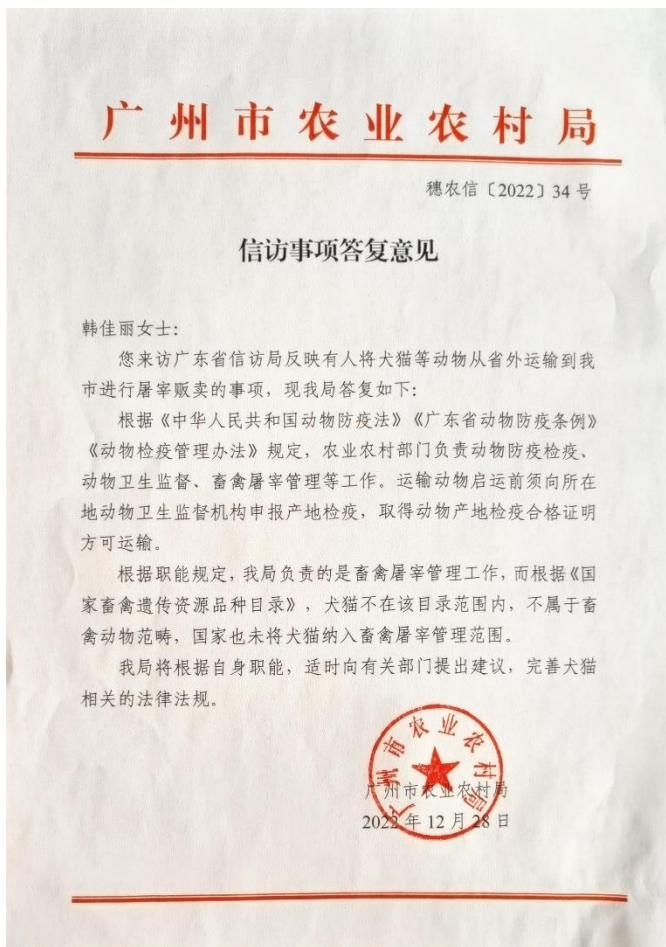 广州市农业农村局
穗农信〔2022〕34 号
信访事项答复意见
韩佳丽女士：
您来访广东省信访局反映有人将犬猫等动物从省外运输到我
市进行屠宰贩卖的事项，现我局答复如下：
根据《中华人民共和国动物防疫法》《广东省动物防疫条例》
《动物检疫管理办法》规定，农业农村部门负责动物防疫检疫、
动物卫生监督、畜禽屠宰管理等工作。运输动物启运前须向所在
地动物卫生监督机构申报产地检疫，取得动物产地检疫合格证明
方可运输。
根据职能规定，我局负责的是畜禽屠宰管理工作，而根据《国
家畜禽遗传资源品种目录》，犬猫不在该目录范围内，不属于畜
禽动物范畴，国家也未将犬猫纳入畜禽屠宰管理范围。
我局将根据自身职能，适时向有关部门提出建议，完善犬猫
相关的法律法规。
广州市农业农村局
广州市农业农村局
2022 年 12 月 28 日